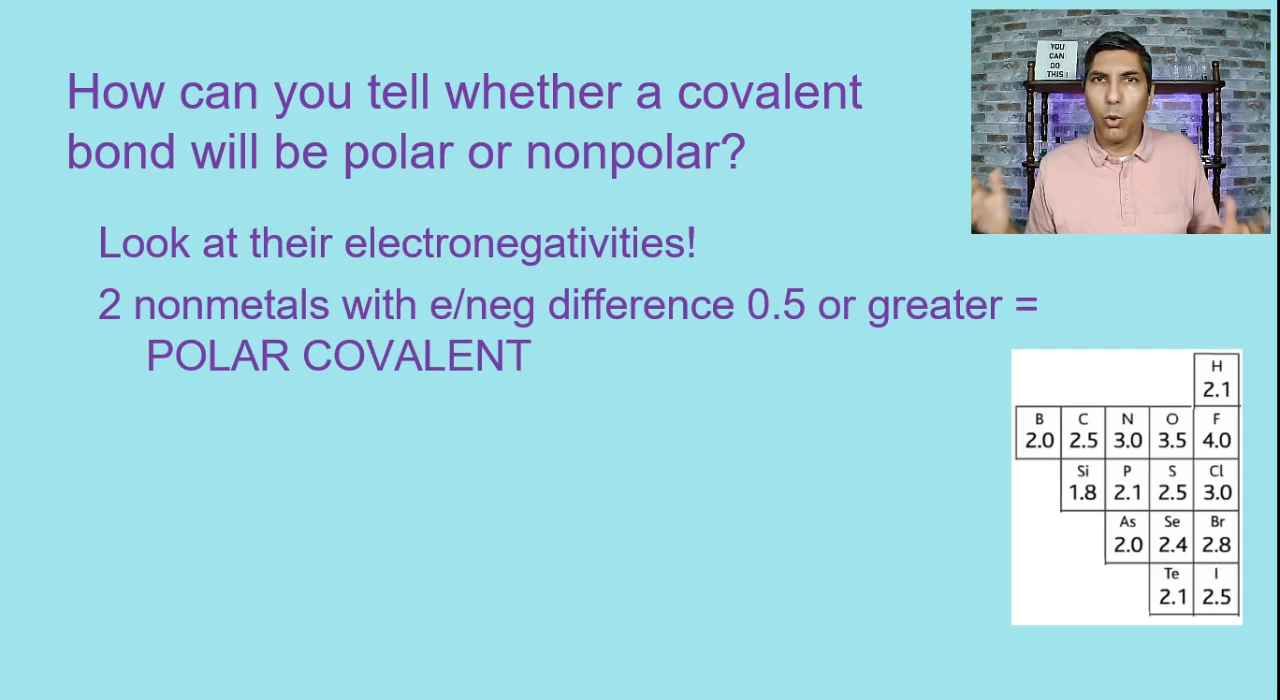 How can you tell whether a covalent
bond will be polar or nonpolar?
YOU
CAN
DO
THIS !
Look at their electronegativities!
2 nonmetals with e/neg difference 0.5 or greater =
POLAR COVALENT
H
2.1
B C N O F
2.0 2.5 3.0 3.5 4.0
Si P S Cl
1.8 2.1 2.5 3.0
As Se Br
2.0 2.4 2.8
Te I
2.1 2.5